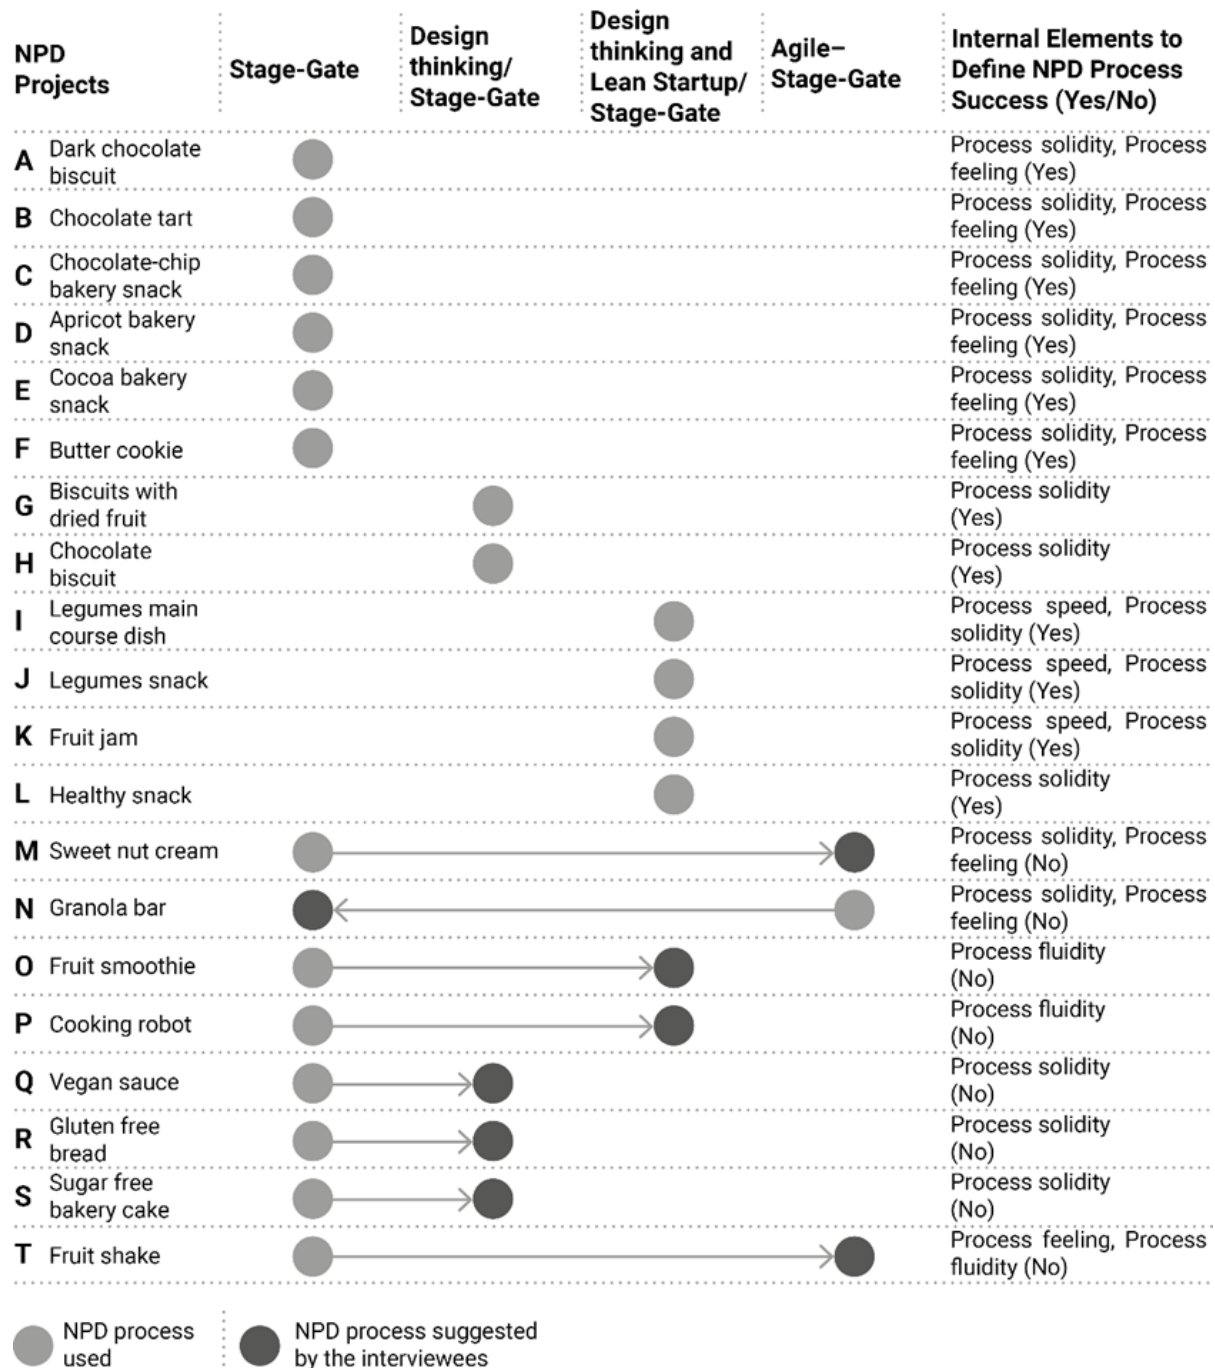 NPD
Projects
Stage-Gate
Design
thinking/
Stage-Gate
Design
thinking and
Lean Startup/
Stage-Gate
Agile–
Stage-Gate
Internal Elements to
Define NPD Process
Success (Yes/No)
A Dark chocolate
biscuit
Process solidity, Process
feeling (Yes)
B Chocolate tart
Process solidity, Process
feeling (Yes)
C Chocolate-chip
bakery snack
Process solidity, Process
feeling (Yes)
D Apricot bakery
snack
Process solidity, Process
feeling (Yes)
E Cocoa bakery
snack
Process solidity, Process
feeling (Yes)
F Butter cookie
Process solidity, Process
feeling (Yes)
G Biscuits with
dried fruit
Process solidity
(Yes)
H Chocolate
biscuit
Process solidity
(Yes)
I Legumes main
course dish
Process speed, Process
solidity (Yes)
J Legumes snack
Process speed, Process
solidity (Yes)
K Fruit jam
Process speed, Process
solidity (Yes)
L Healthy snack
Process solidity
(Yes)
M Sweet nut cream
Process solidity, Process
feeling (No)
N Granola bar
Process solidity, Process
feeling (No)
O Fruit smoothie
Process fluidity
(No)
P Cooking robot
Process fluidity
(No)
Q Vegan sauce
Process solidity
(No)
R Gluten free
bread
Process solidity
(No)
S Sugar free
bakery cake
Process solidity
(No)
T Fruit shake
Process feeling, Process
fluidity (No)
NPD process
used
NPD process suggested
by the interviewees